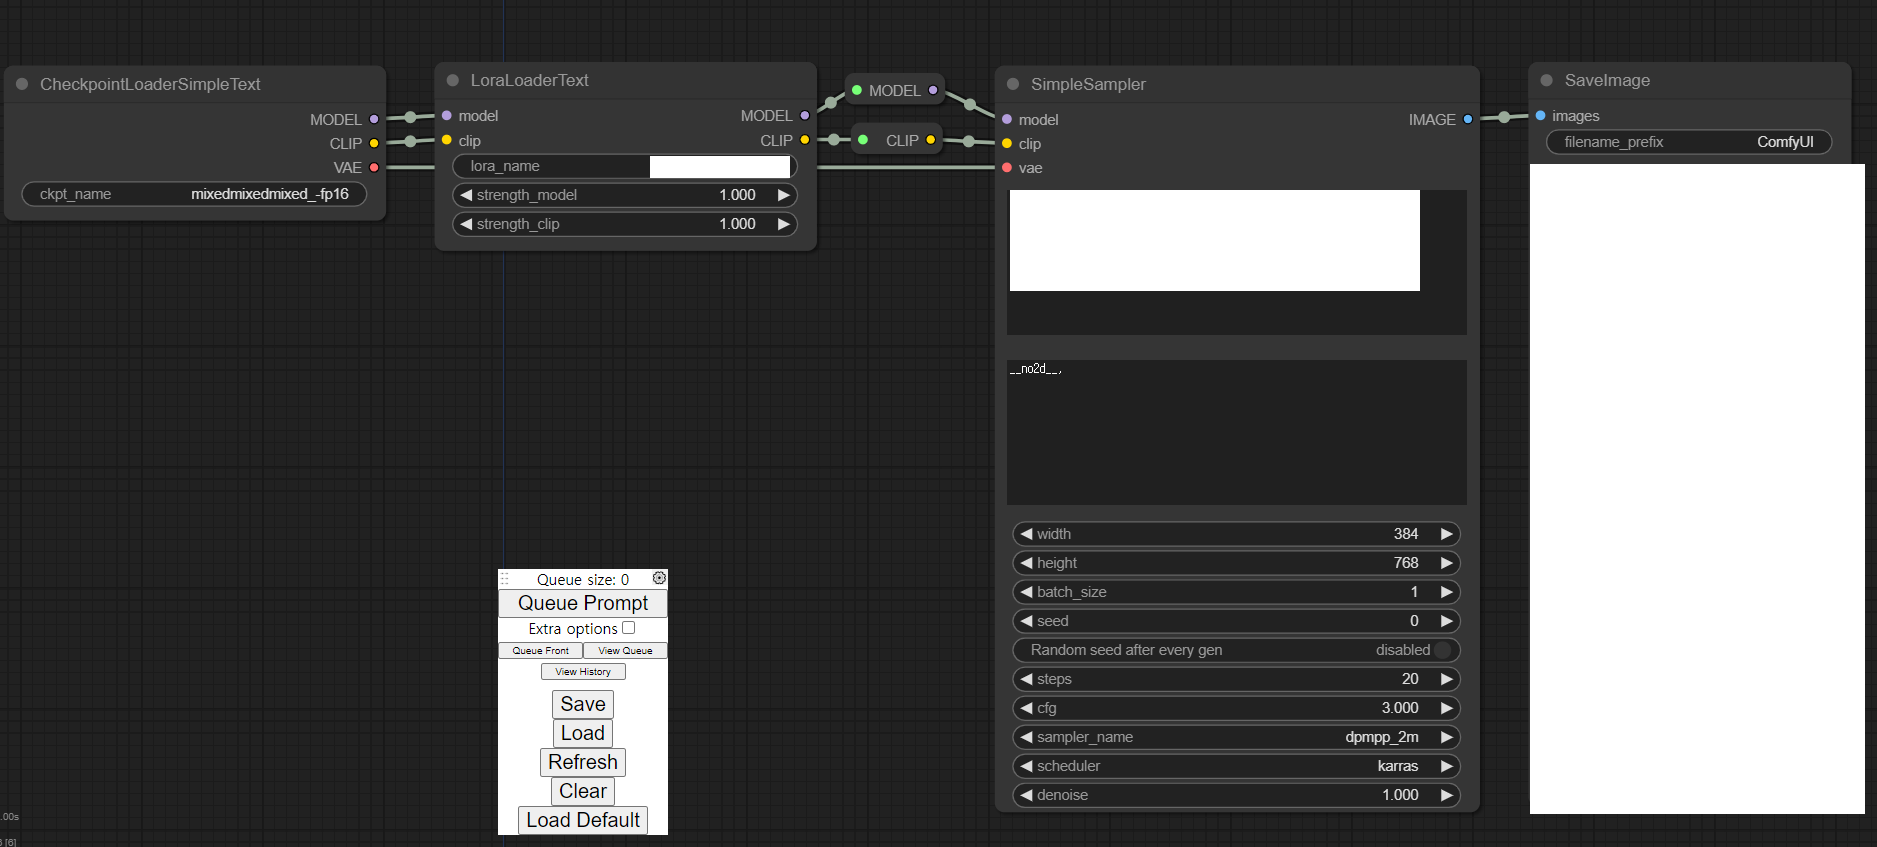 CheckpointLoaderSimpleText
MODEL
CLIP
VAE
ckpt_name mixedmixedmixed_-fp16
LoraLoaderText
model MODEL
clip CLIP
lora_name
strength_model 1.000
strength_clip 1.000
MODEL
CLIP
SimpleSampler
model IMAGE
clip
vae
__no2d__,
width 384
height 768
batch_size 1
seed 0
Random seed after every gen disabled
steps 20
cfg 3.000
sampler_name dpmpp_2m
scheduler karras
denoise 1.000
SaveImage
images
filename_prefix ComfyUI
Queue size: 0
Queue Prompt
Extra options
Queue Front View Queue
View History
Save
Load
Refresh
Clear
Load Default
.00s
[6]